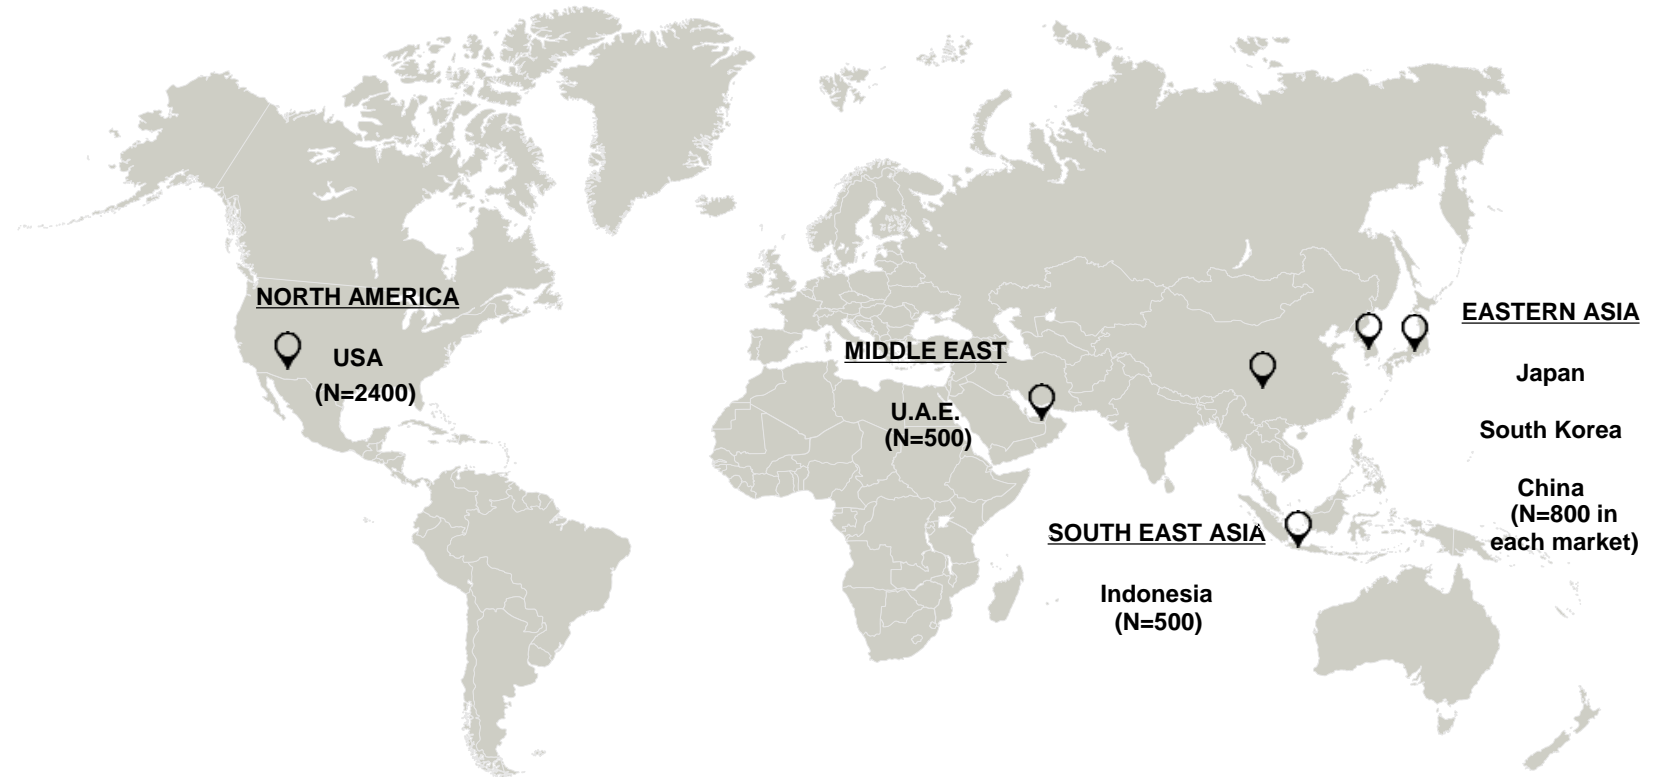 NORTH AMERICA
USA
(N=2400)
MIDDLE EAST
U.A.E.
(N=500)
SOUTH EAST ASIA
Indonesia
(N=500)
EASTERN ASIA
Japan
South Korea
China
(N=800 in
each market)